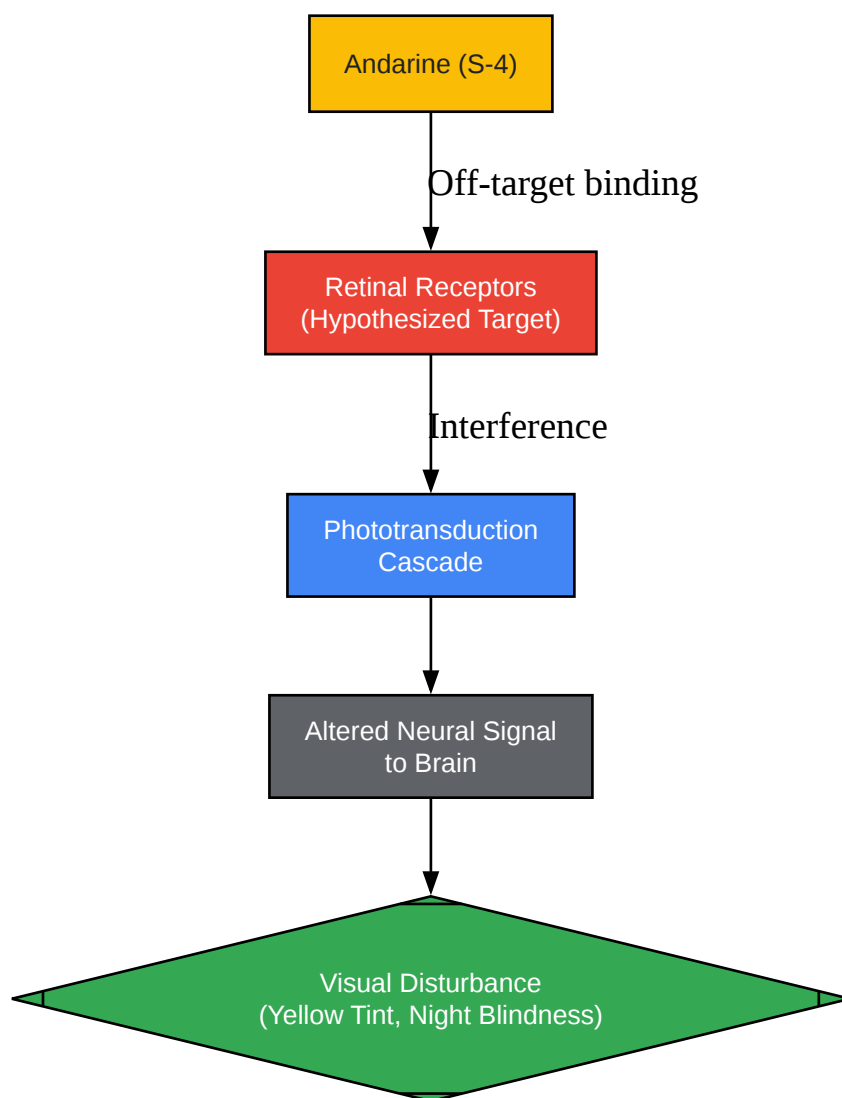 Andarine (S-4)
Off-target binding
Retinal Receptors
(Hypothesized Target)
Interference
Phototransduction
Cascade
Altered Neural Signal
to Brain
Visual Disturbance
(Yellow Tint, Night Blindness)